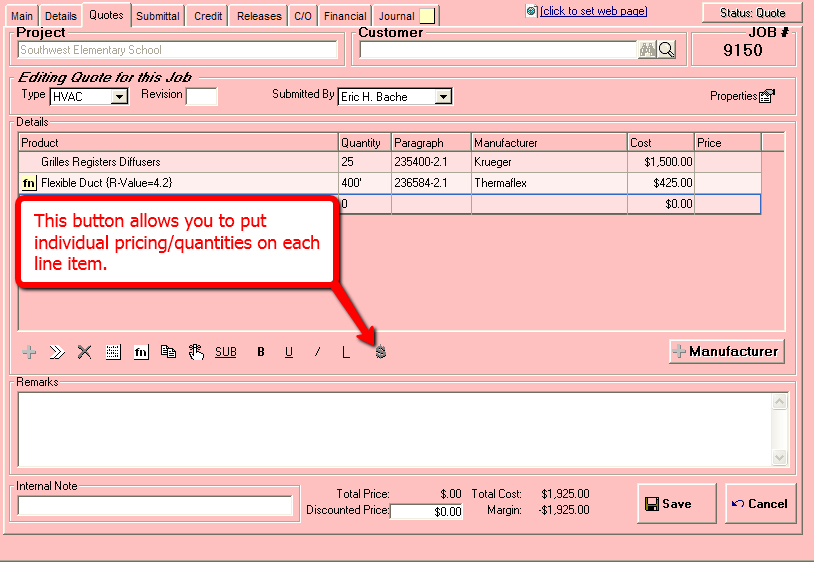 Main Details Quotes Submittal Credit Releases C/O Financial Journal [click to set web page] Status: Quote
Project Customer JOB #
Southwest Elementary School 9150
Editing Quote for this Job
Type HVAC Revision Submitted By Eric H. Bache Properties
Details
Product Quantity Paragraph Manufacturer Cost Price
Grilles Registers Diffusers 25 235400-2.1 Krueger $1,500.00
fn Flexible Duct {R-Value=4.2} 400' 236584-2.1 Thermaflex $425.00
0 $0.00
This button allows you to put
individual pricing/quantities on each
line item.
fn SUB B U / L $ Manufacturer
Remarks
Internal Note
Total Price: $.00 Total Cost: $1,925.00
Discounted Price: $0.00 Margin: -$1,925.00
Save Cancel